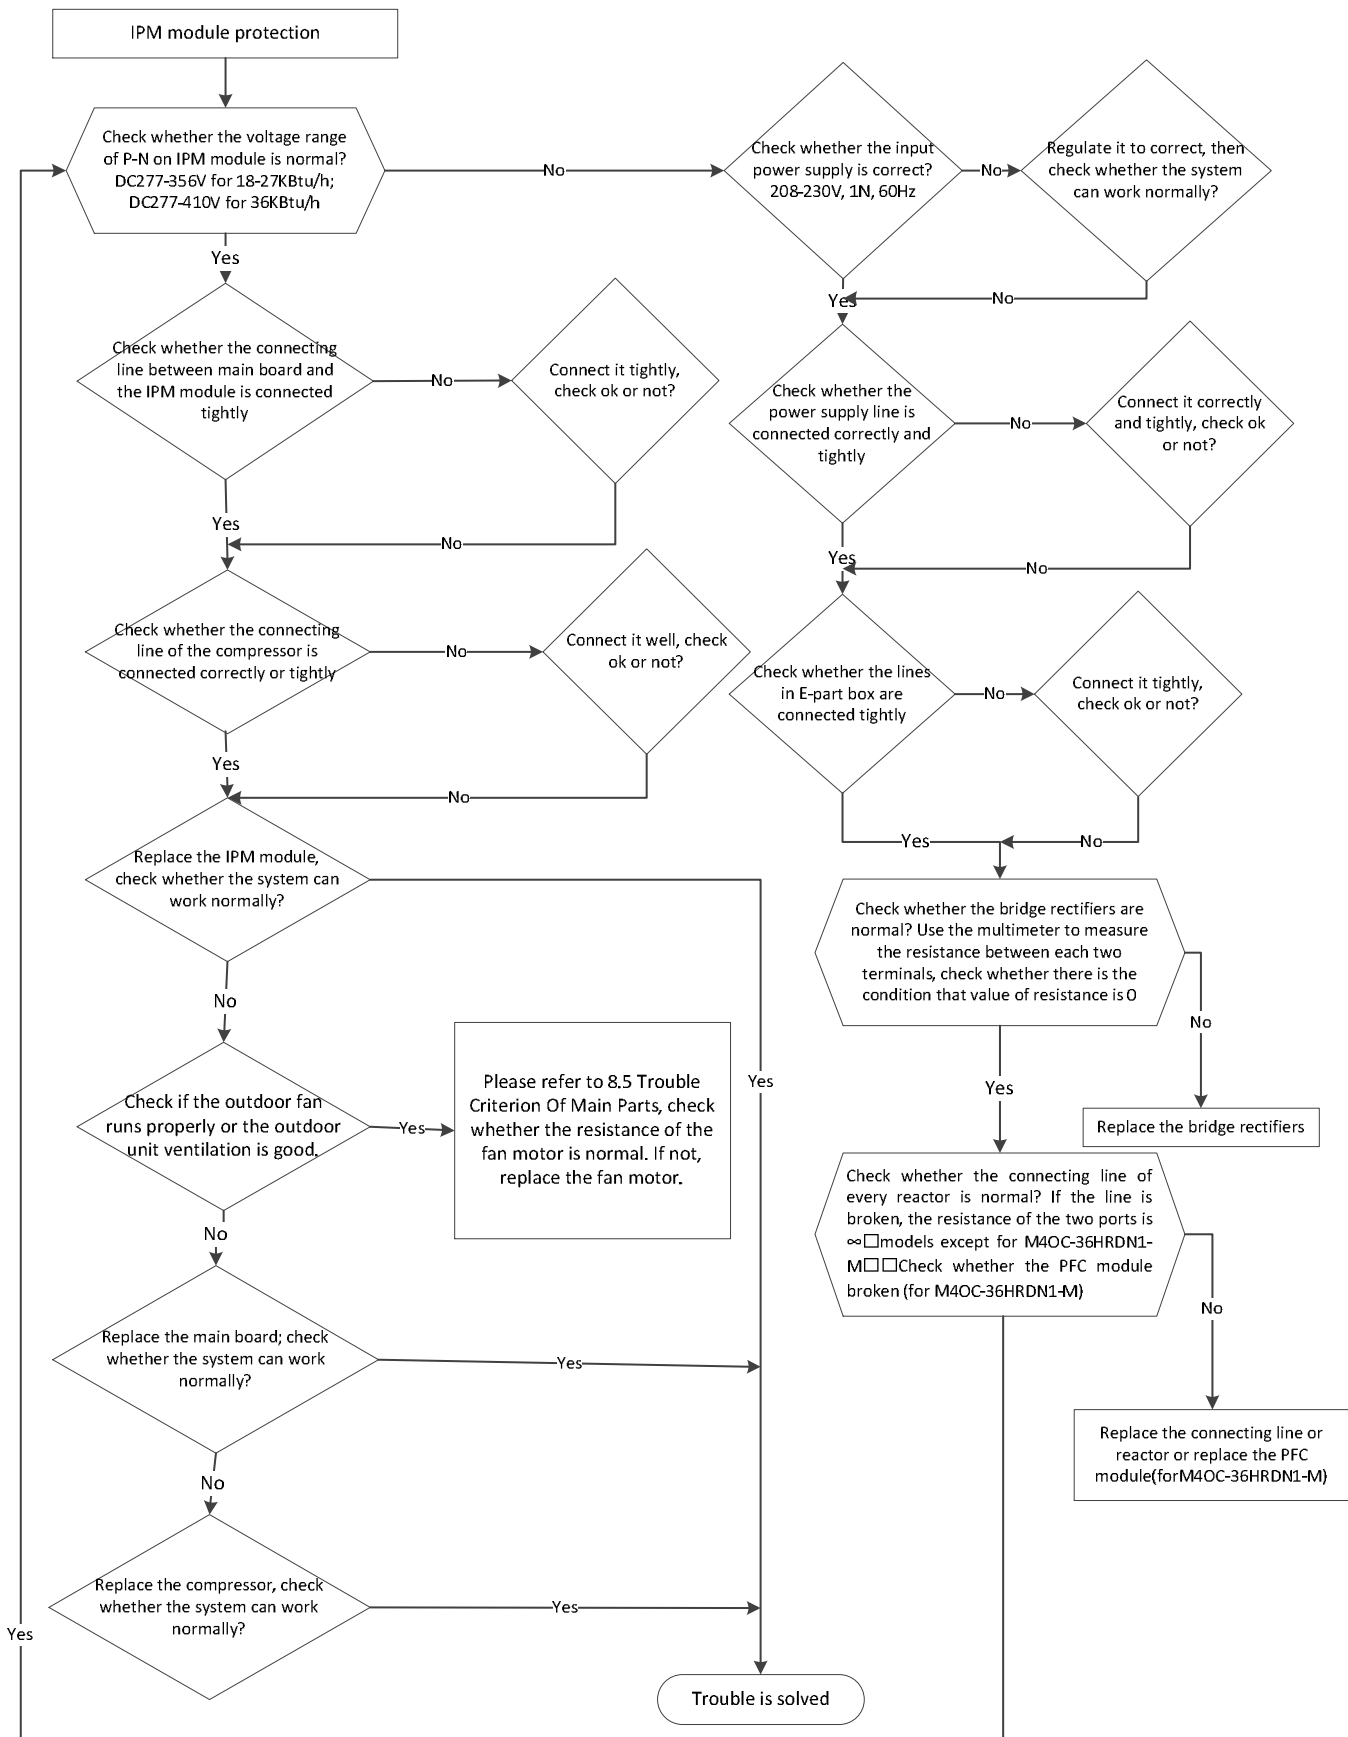 IPM module protection
Check whether the voltage range
of P-N on IPM module is normal?
DC277-356V for 18-27KBtu/h;
DC277-410V for 36KBtu/h
No
Check whether the input
power supply is correct?
208-230V, 1N, 60Hz
No
Regulate it to correct, then
check whether the system
can work normally?
Yes
Yes
No
Check whether the connecting
line between main board and
the IPM module is connected
tightly
No
Connect it tightly,
check ok or not?
Check whether the
power supply line is
connected correctly and
tightly
No
Connect it correctly
and tightly, check ok
or not?
Yes
No
Yes
No
Check whether the connecting
line of the compressor is
connected correctly or tightly
No
Connect it well, check
ok or not?
Check whether the lines
in E-part box are
connected tightly
No
Connect it tightly,
check ok or not?
Yes
No
Yes
No
Replace the IPM module,
check whether the system can
work normally?
Check whether the bridge rectifiers are
normal? Use the multimeter to measure
the resistance between each two
terminals, check whether there is the
condition that value of resistance is 0
No
No
Yes
Yes
Check if the outdoor fan
runs properly or the outdoor
unit ventilation is good.
Yes
Please refer to 8.5 Trouble
Criterion Of Main Parts, check
whether the resistance of the
fan motor is normal. If not,
replace the fan motor.
Replace the bridge rectifiers
Check whether the connecting line of
every reactor is normal? If the line is
broken, the resistance of the two ports is
∞□models except for M4OC-36HRDN1-
M□□Check whether the PFC module
broken (for M4OC-36HRDN1-M)
No
No
Replace the main board; check
whether the system can work
normally?
Yes
Replace the connecting line or
reactor or replace the PFC
module(forM4OC-36HRDN1-M)
No
Replace the compressor, check
whether the system can work
normally?
Yes
Yes
Trouble is solved